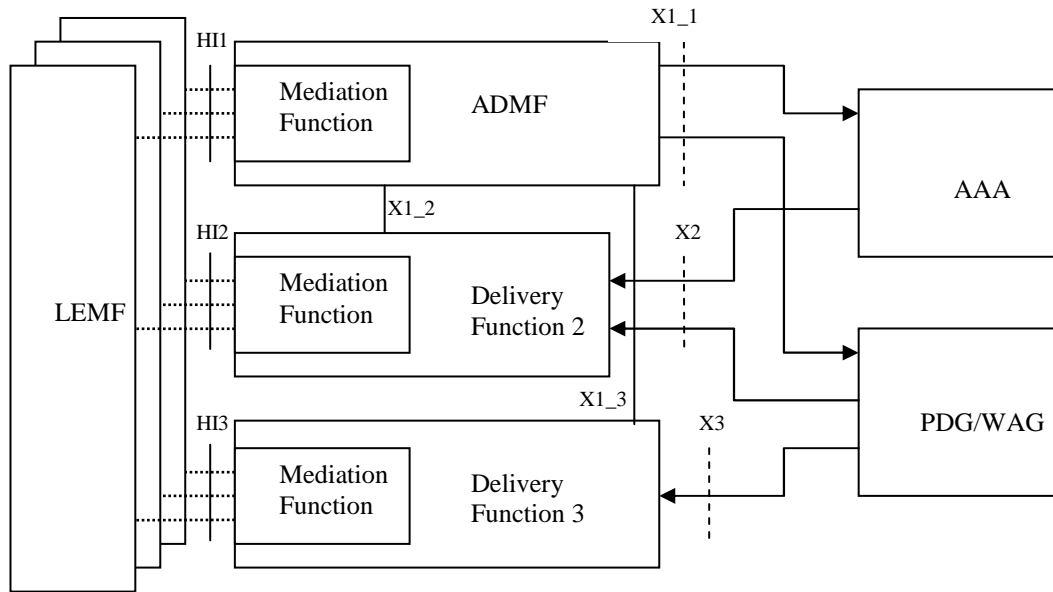 X1_1
HI1
Mediation
Function
ADMF
AAA
X1_2
HI2
X2
Mediation
Function
Delivery
Function 2
LEMF
X1_3
HI3
X3
PDG/WAG
Mediation
Function
Delivery
Function 3